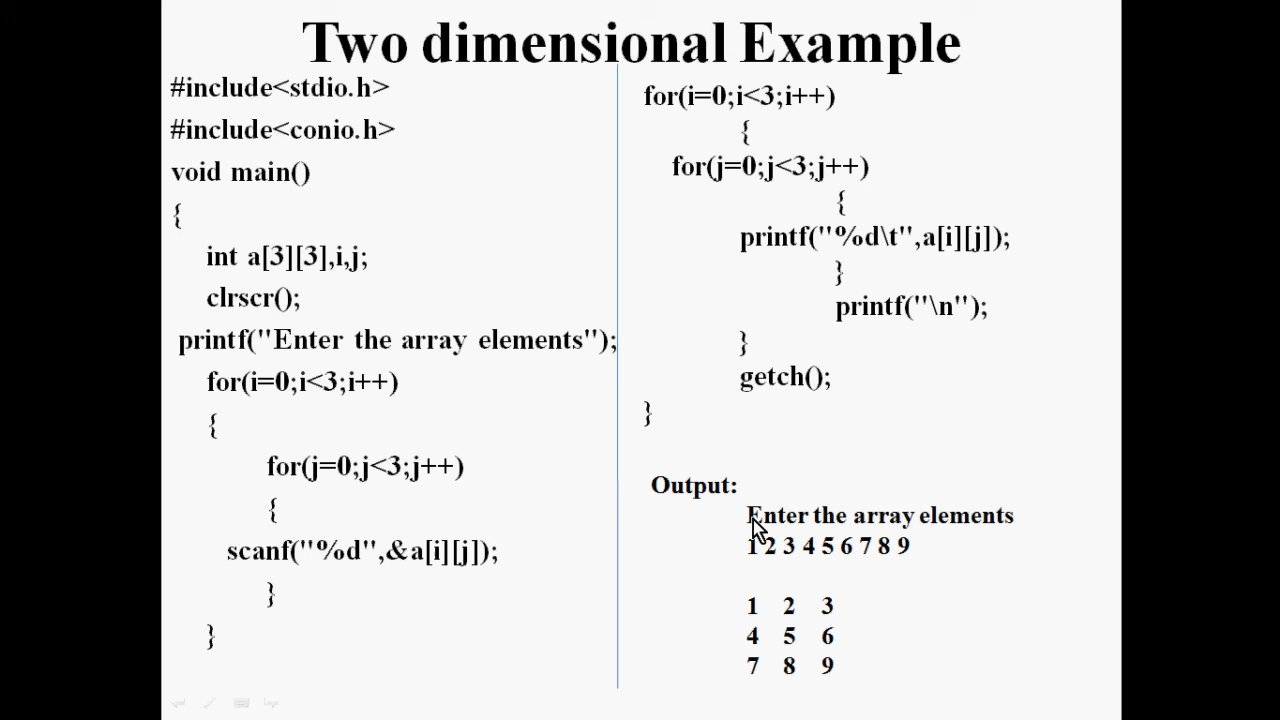 Two dimensional Example
#include<stdio.h>
#include<conio.h>
void main()
{
int a[3][3],i,j;
clrscr();
printf("Enter the array elements");
for(i=0;i<3;i++)
{
for(j=0;j<3;j++)
{
scanf("%d",&a[i][j]);
}
}
for(i=0;i<3;i++)
{
for(j=0;j<3;j++)
{
printf("%d\t",a[i][j]);
}
printf("\n");
}
getch();
}
Output:
Enter the array elements
1 2 3 4 5 6 7 8 9
1 2 3
4 5 6
7 8 9